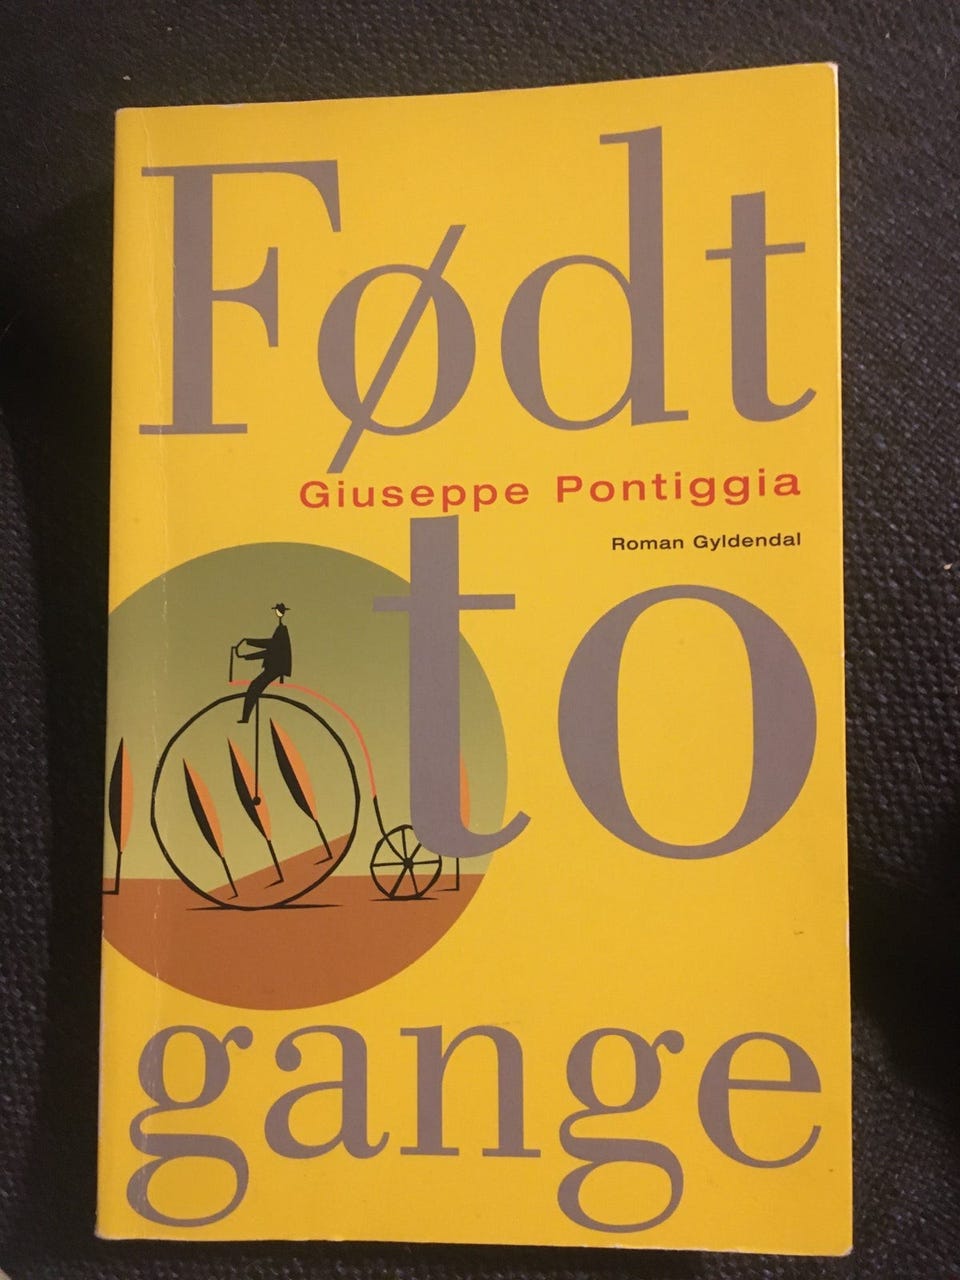 Født
Giuseppe Pontiggia
Roman Gyldendal
to
gange